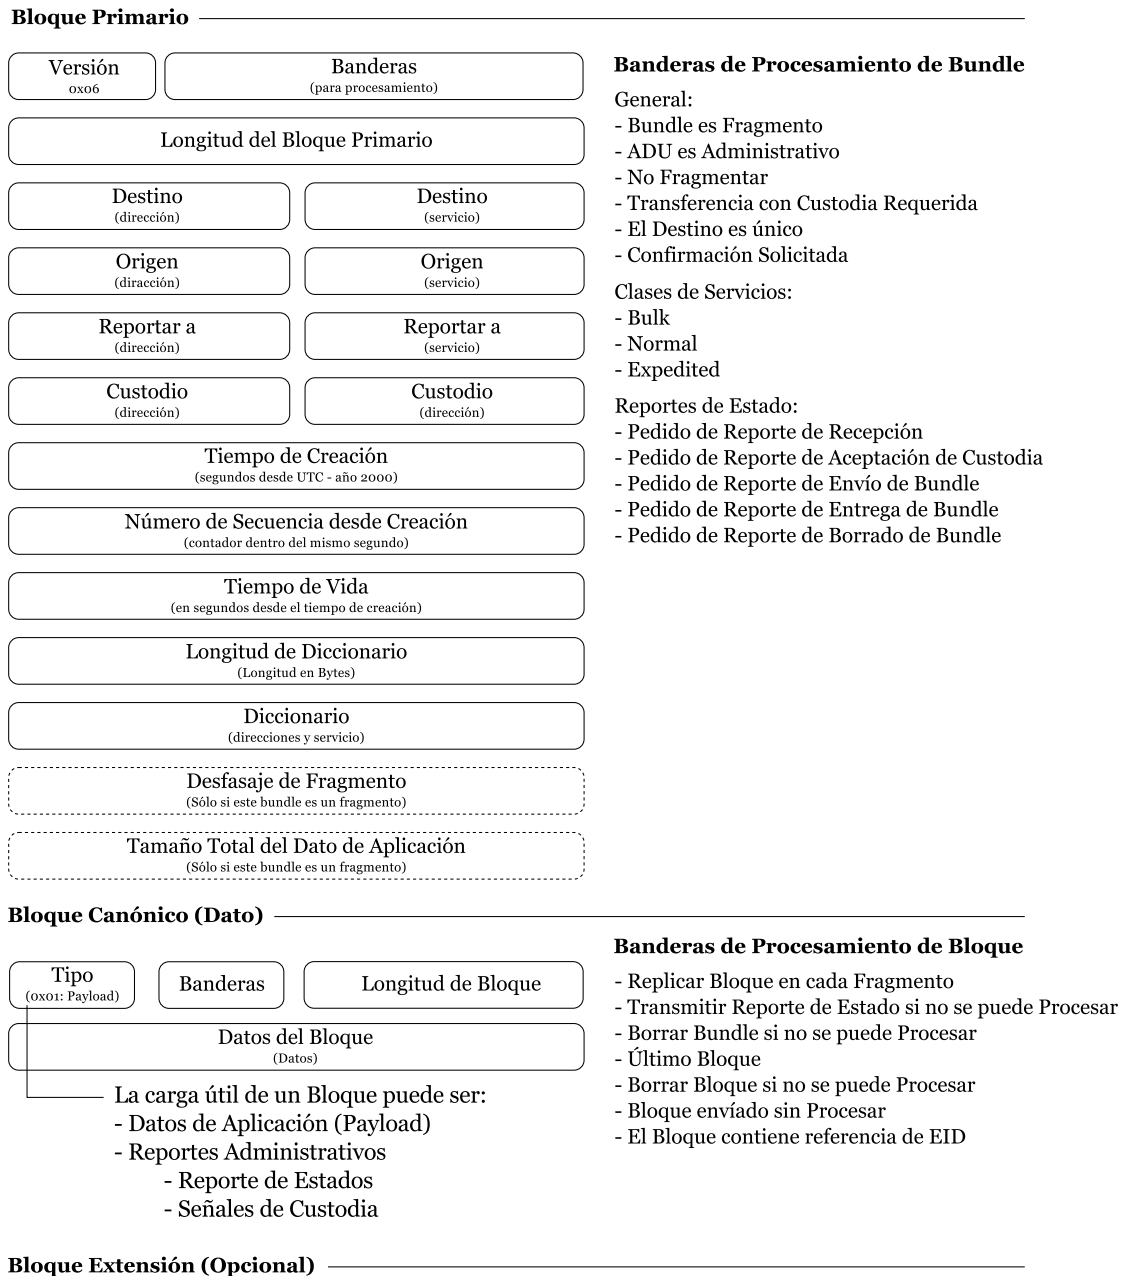 Bloque Primario
Versión
0x06
Banderas
(para procesamiento)
Longitud del Bloque Primario
Destino
(dirección)
Destino
(servicio)
Origen
(diracción)
Origen
(servicio)
Reportar a
(dirección)
Reportar a
(servicio)
Custodio
(dirección)
Custodio
(dirección)
Tiempo de Creación
(segundos desde UTC - año 2000)
Número de Secuencia desde Creación
(contador dentro del mismo segundo)
Tiempo de Vida
(en segundos desde el tiempo de creación)
Longitud de Diccionario
(Longitud en Bytes)
Diccionario
(direcciones y servicio)
Desfasaje de Fragmento
(Sólo si este bundle es un fragmento)
Tamaño Total del Dato de Aplicación
(Sólo si este bundle es un fragmento)
Banderas de Procesamiento de Bundle
General:
- Bundle es Fragmento
- ADU es Administrativo
- No Fragmentar
- Transferencia con Custodia Requerida
- El Destino es único
- Confirmación Solicitada
Clases de Servicios:
- Bulk
- Normal
- Expedited
Reportes de Estado:
- Pedido de Reporte de Recepción
- Pedido de Reporte de Aceptación de Custodia
- Pedido de Reporte de Envío de Bundle
- Pedido de Reporte de Entrega de Bundle
- Pedido de Reporte de Borrado de Bundle
Bloque Canónico (Dato)
Tipo
(0x01: Payload)
Banderas
Longitud de Bloque
Datos del Bloque
(Datos)
La carga útil de un Bloque puede ser:
- Datos de Aplicación (Payload)
- Reportes Administrativos
- Reporte de Estados
- Señales de Custodia
Banderas de Procesamiento de Bloque
- Replicar Bloque en cada Fragmento
- Transmitir Reporte de Estado si no se puede Procesar
- Borrar Bundle si no se puede Procesar
- Último Bloque
- Borrar Bloque si no se puede Procesar
- Bloque envíado sin Procesar
- El Bloque contiene referencia de EID
Bloque Extensión (Opcional)